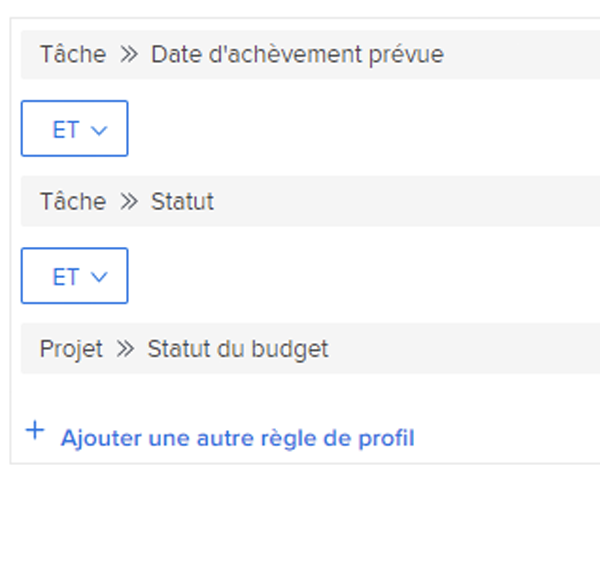 Tâche » Date d'achèvement prévue
ET
Tâche » Statut
ET
Projet » Statut du budget
+ Ajouter une autre règle de profil